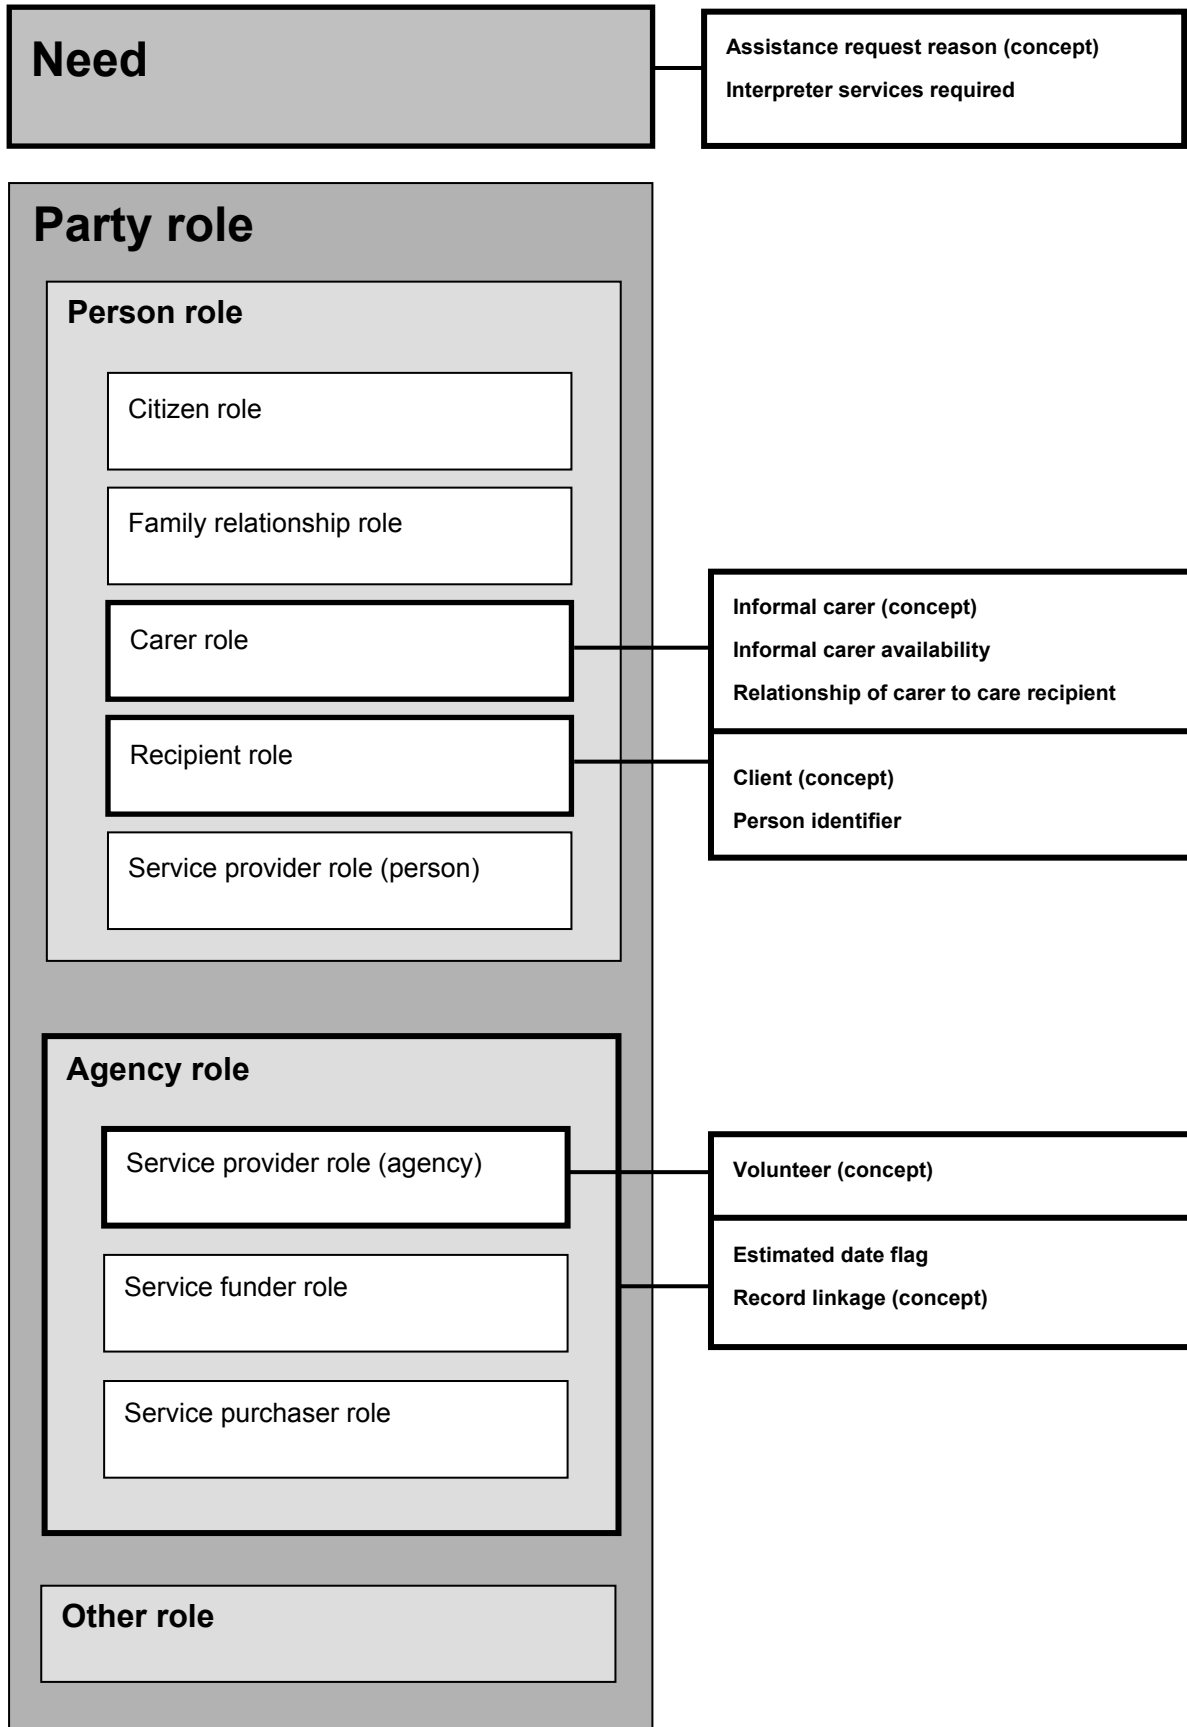 Need
Assistance request reason (concept)
Interpreter services required
Party role
Person role
Citizen role
Family relationship role
Carer role
Informal carer (concept)
Informal carer availability
Relationship of carer to care recipient
Recipient role
Client (concept)
Person identifier
Service provider role (person)
Agency role
Service provider role (agency)
Volunteer (concept)
Estimated date flag
Record linkage (concept)
Service funder role
Service purchaser role
Other role